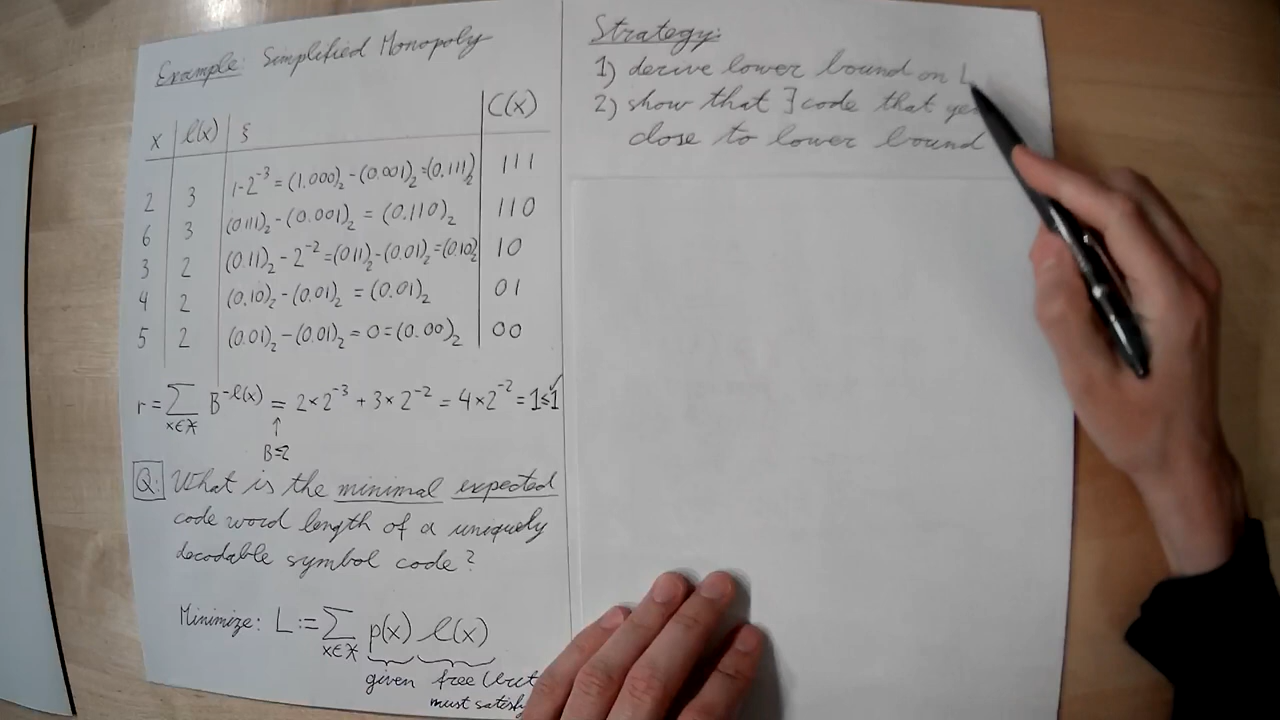 Example: Simplified Monopoly
x | ℓ(x) | ξ | C(x)
2 | 3 | 1-2⁻³ = (1.000)₂ - (0.001)₂ = (0.111)₂ | 111
6 | 3 | (0.111)₂ - (0.001)₂ = (0.110)₂ | 110
3 | 2 | (0.11)₂ - 2⁻² = (0.11)₂ - (0.01)₂ = (0.10)₂ | 10
4 | 2 | (0.10)₂ - (0.01)₂ = (0.01)₂ | 01
5 | 2 | (0.01)₂ - (0.01)₂ = 0 = (0.00)₂ | 00
r = ∑ B^-ℓ(x) = 2×2⁻³ + 3×2⁻² = 4×2⁻² = 1≤1 ✓
x∈𝔛 ↑
B=2
Q: What is the minimal expected
code word length of a uniquely
decodable symbol code?
Minimize: L := ∑ p(x) ℓ(x)
x∈𝔛
given free
must satisfy
Strategy:
1) derive lower bound on L
2) show that ∃ code that
close to lower bound